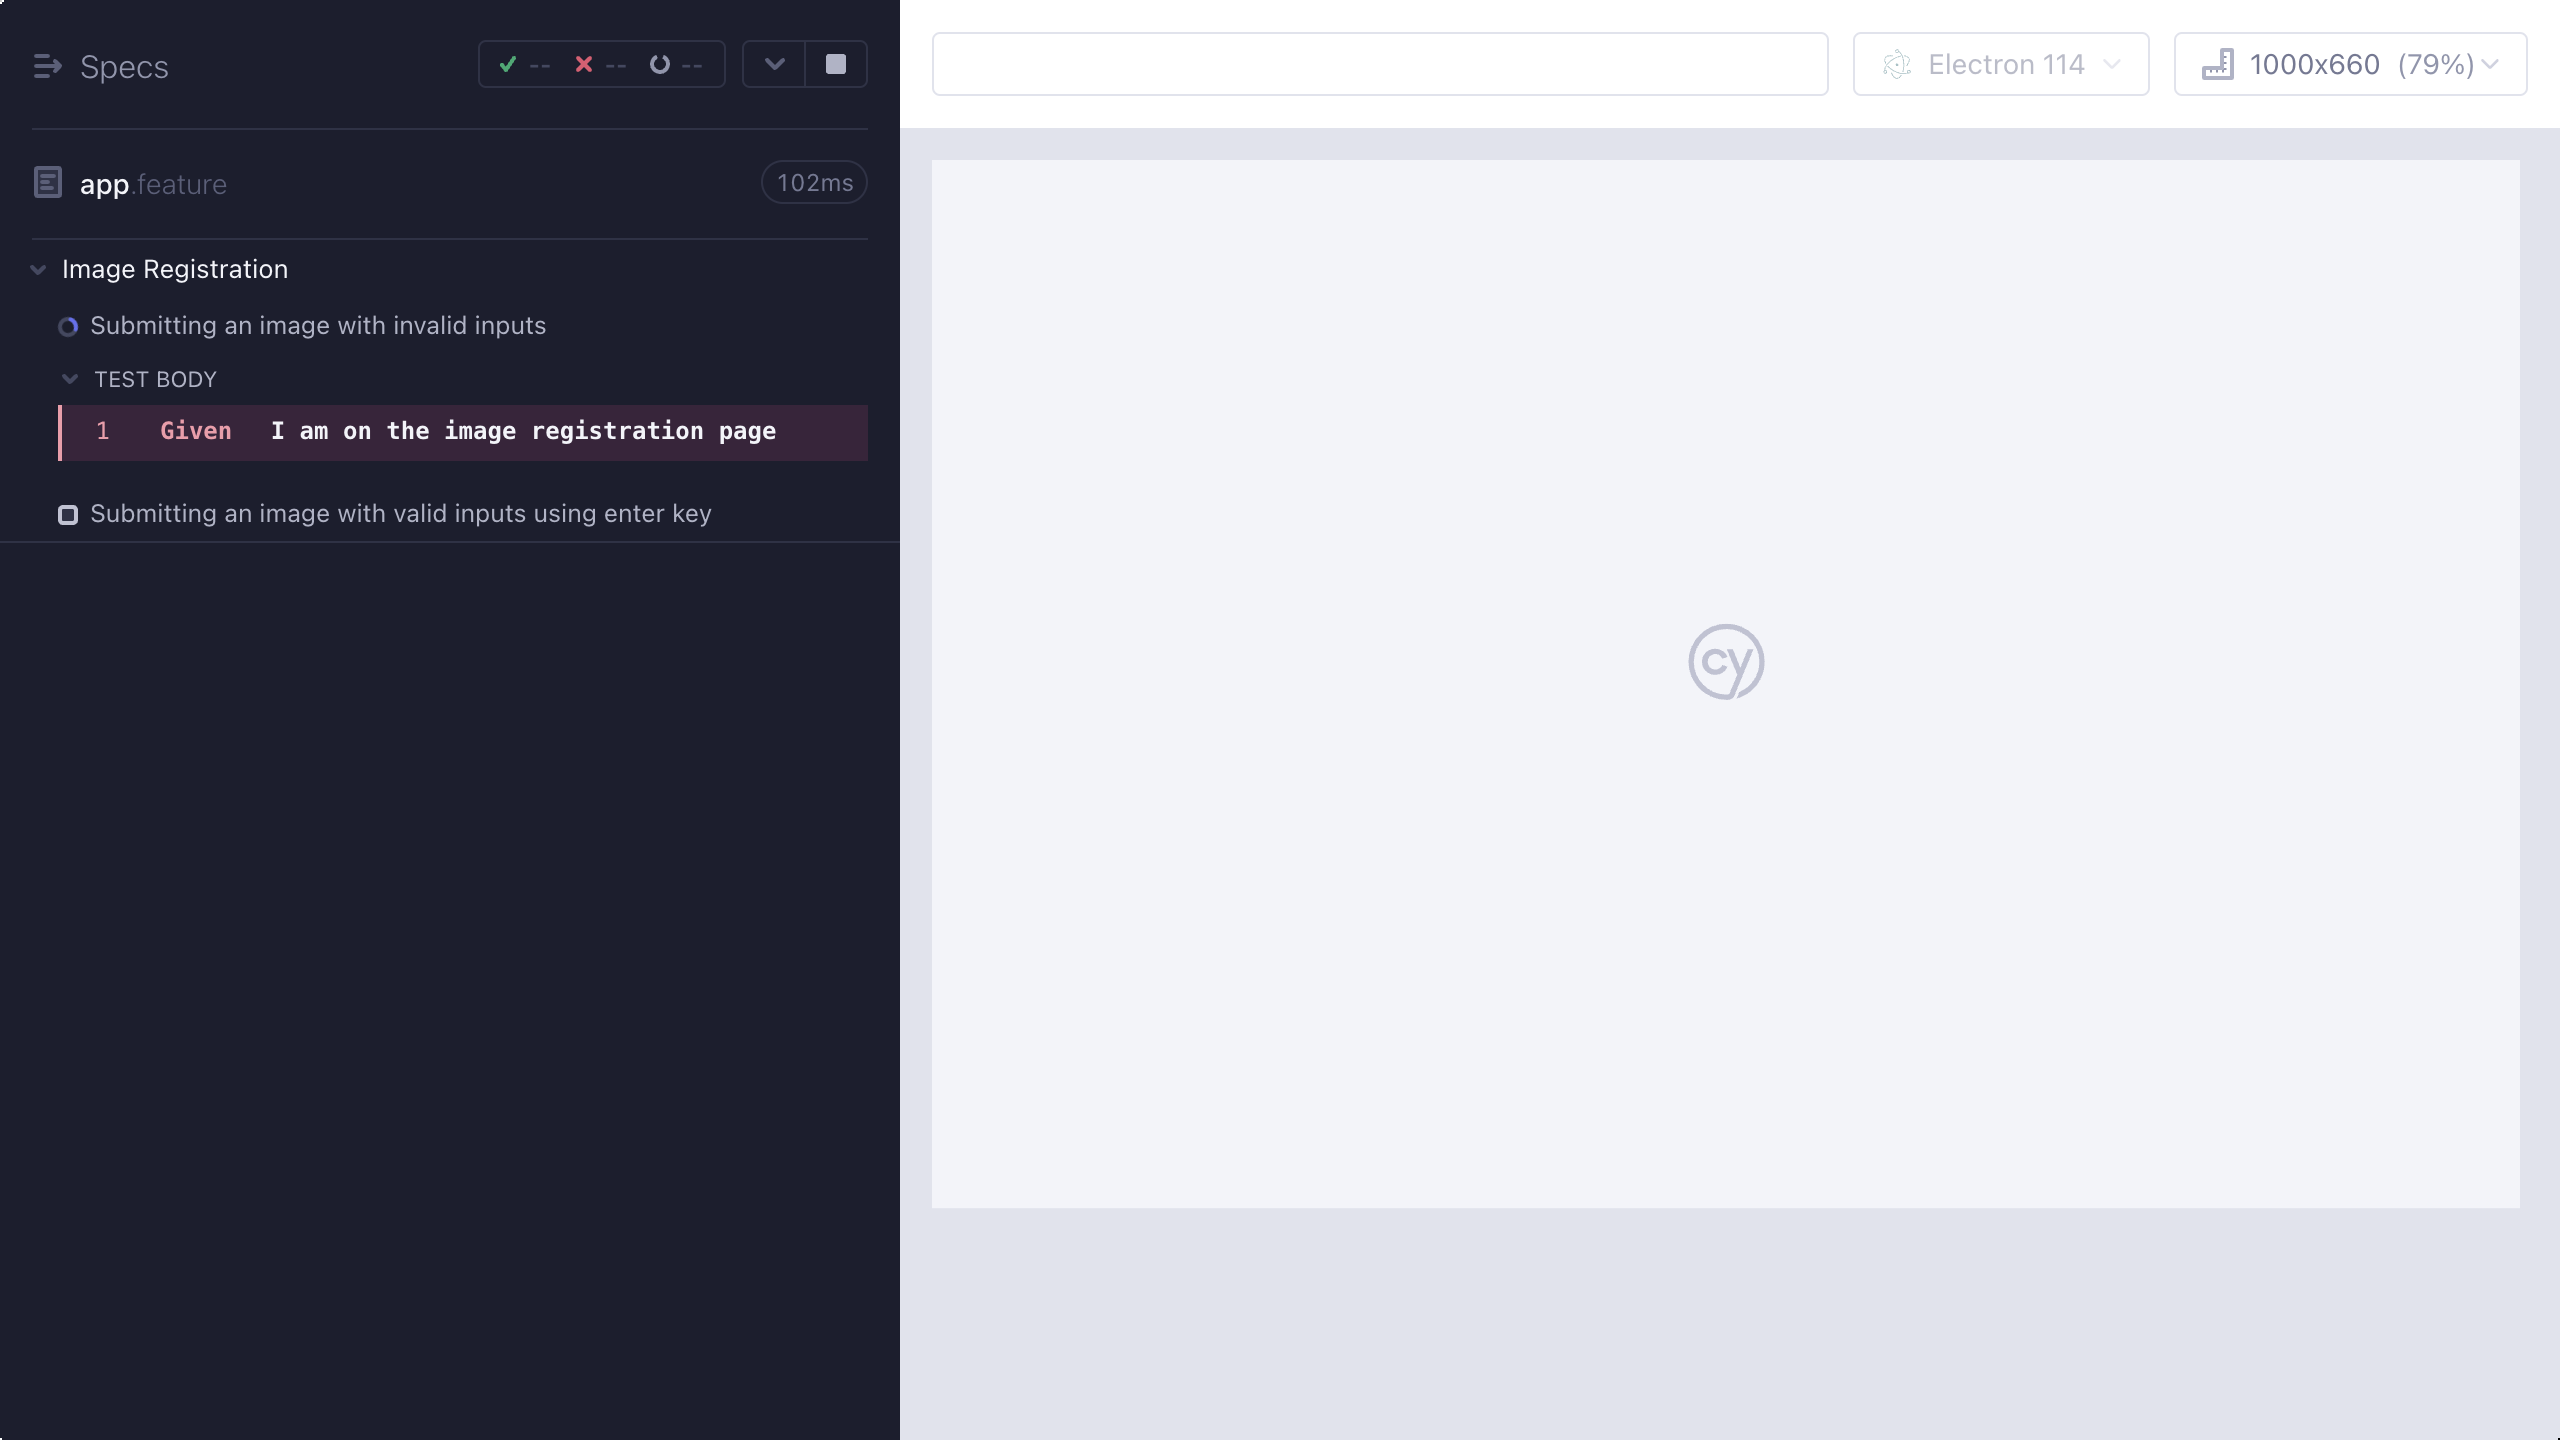 Specs
-- -- --
app.feature
102ms
Image Registration
Submitting an image with invalid inputs
TEST BODY
1 Given I am on the image registration page
Submitting an image with valid inputs using enter key
Electron 114
1000x660 (79%)
cy